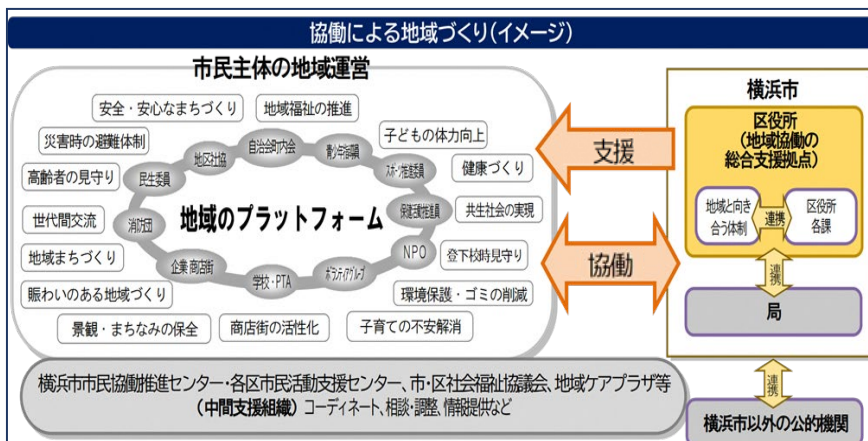 協働による地域づくり(イメージ)
市民主体の地域運営
安全・安心なまちづくり
地域福祉の推進
災害時の避難体制
子どもの体力向上
高齢者の見守り
健康づくり
世代間交流
共生社会の実現
地域まちづくり
登下校時見守り
賑わいのある地域づくり
環境保護・ゴミの削減
景観・まちなみの保全
商店街の活性化
子育ての不安解消
自治会町内会
地区社協
青少年指導員
民生委員
スポーツ推進委員
消防団
保健活動推進員
企業・商店街
NPO
学校・PTA
ボランティアグループ
地域のプラットフォーム
支援
協働
横浜市
区役所
(地域協働の
総合支援拠点)
地域と向き
合う体制
連携
区役所
各課
連携
局
連携
横浜市以外の公的機関
横浜市市民協働推進センター・各区市民活動支援センター、市・区社会福祉協議会、地域ケアプラザ等
(中間支援組織) コーディネート、相談・調整、情報提供など